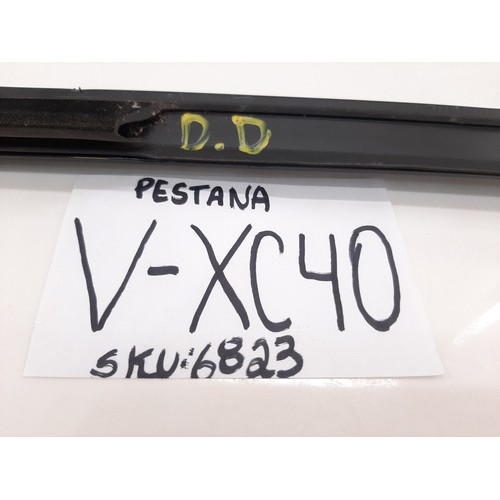 D.D
PESTANA
V-XC40
SKU:6823